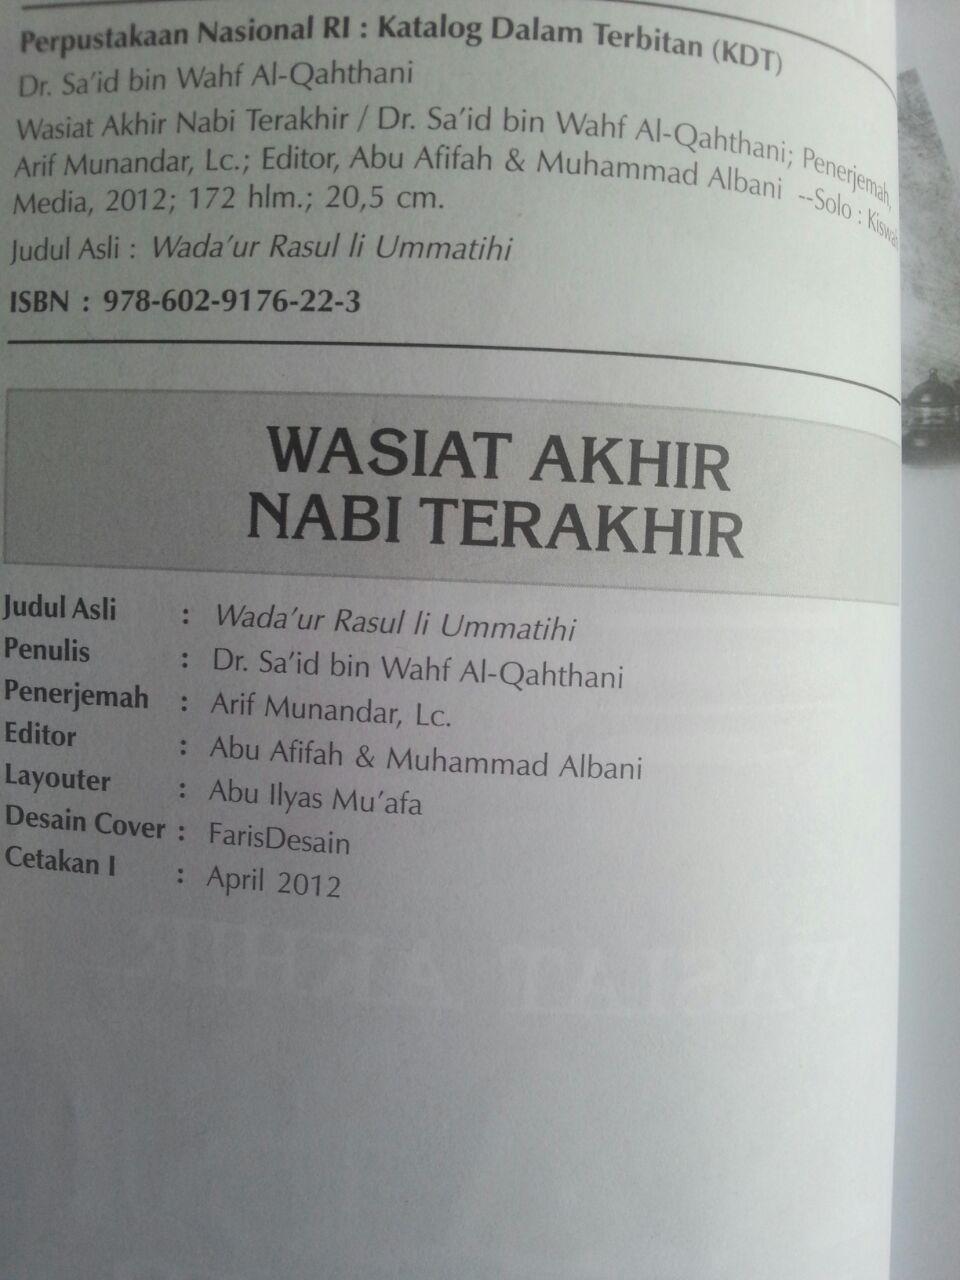 Perpustakaan Nasional RI : Katalog Dalam Terbitan (KDT)
Dr. Sa'id bin Wahf Al-Qahthani
Wasiat Akhir Nabi Terakhir / Dr. Sa'id bin Wahf Al-Qahthani; Penerjemah,
Arif Munandar, Lc.; Editor, Abu Afifah & Muhammad Albani --Solo : Kiswah
Media, 2012; 172 hlm.; 20,5 cm.
Judul Asli : Wada'ur Rasul li Ummatihi
ISBN : 978-602-9176-22-3
WASIAT AKHIR
NABI TERAKHIR
Judul Asli : Wada'ur Rasul li Ummatihi
Penulis : Dr. Sa'id bin Wahf Al-Qahthani
Penerjemah : Arif Munandar, Lc.
Editor : Abu Afifah & Muhammad Albani
Layouter : Abu Ilyas Mu'afa
Desain Cover : FarisDesain
Cetakan I : April 2012